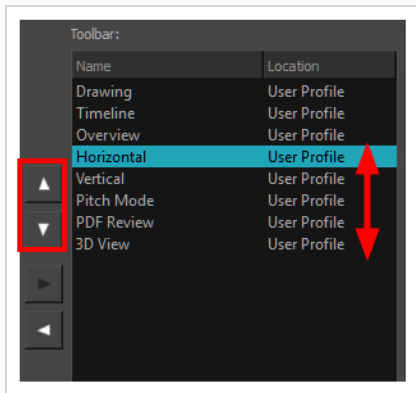 Toolbar:
Name Location
Drawing User Profile
Timeline User Profile
Overview User Profile
Horizontal User Profile
Vertical User Profile
Pitch Mode User Profile
PDF Review User Profile
3D View User Profile